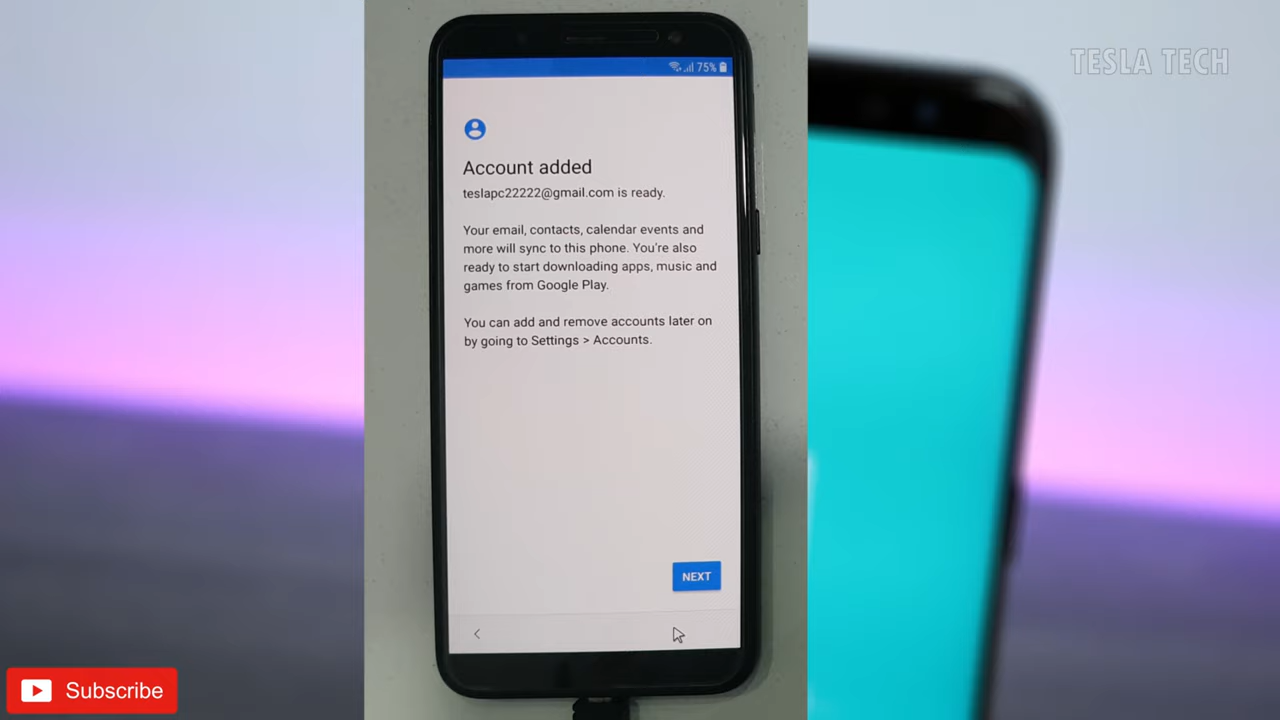 TESLA TECH
75%
Account added
teslapc22222@gmail.com is ready.
Your email, contacts, calendar events and
more will sync to this phone. You're also
ready to start downloading apps, music and
games from Google Play.
You can add and remove accounts later on
by going to Settings > Accounts.
NEXT
Subscribe